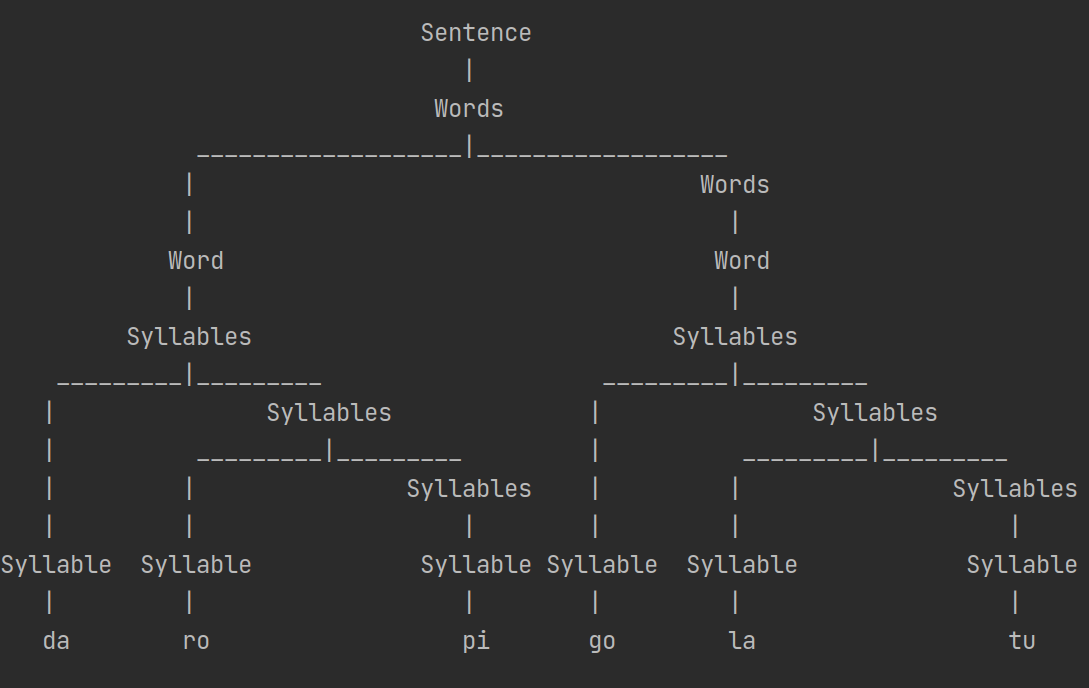 Sentence
|
Words
___________________|__________________
| Words
| |
Word Word
| |
Syllables Syllables
_________|_________ _________|_________
| Syllables | Syllables
| _________|_________ | _________|_________
| | Syllables | | Syllables
| | | | | |
Syllable Syllable Syllable Syllable Syllable Syllable
| | | | | |
da ro pi go la tu